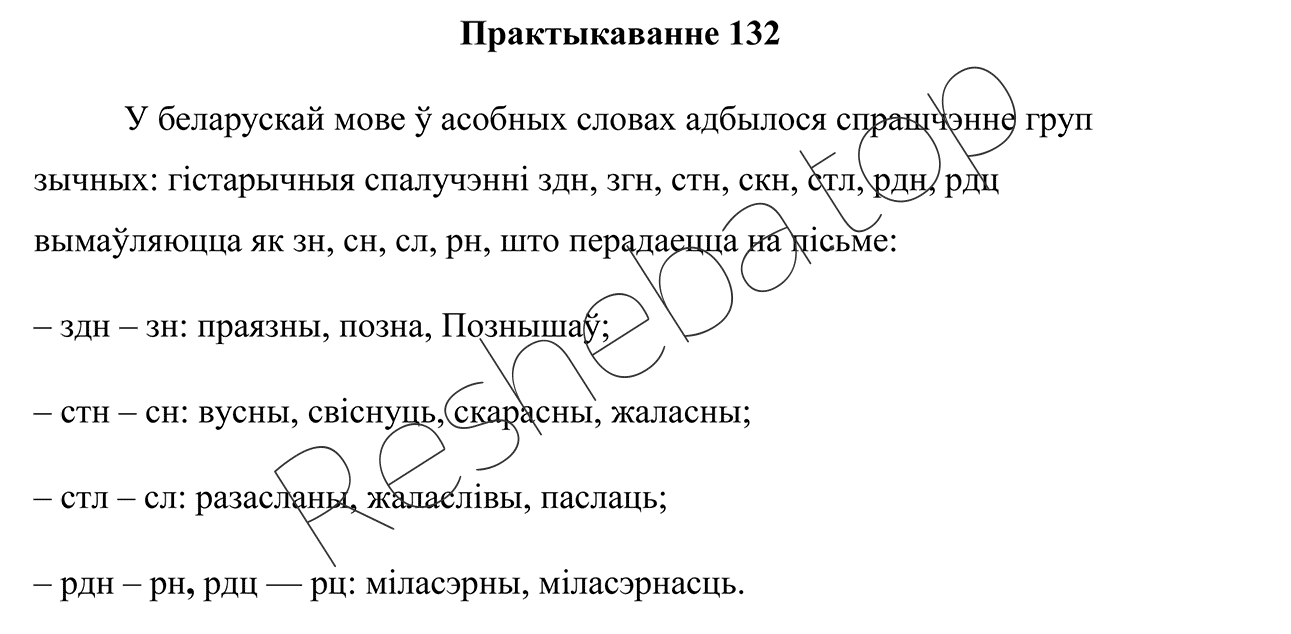 Практыкаванне 132
У беларускай мове ў асобных словах адбылося спрашчэнне груп
зычных: гістарычныя спалучэнні здн, згн, стн, скн, стл, рдн, рдц
вымаўляюцца як зн, сн, сл, рн, што перадаецца на пісьме:
– здн – зн: праязны, позна, Познышаў;
– стн – сн: вусны, свіснуць, скарасны, жаласны;
– стл – сл: разасланы, жаласлівы, паслаць;
– рдн – рн, рдц — рц: міласэрны, міласэрнасць.
Reshebatop